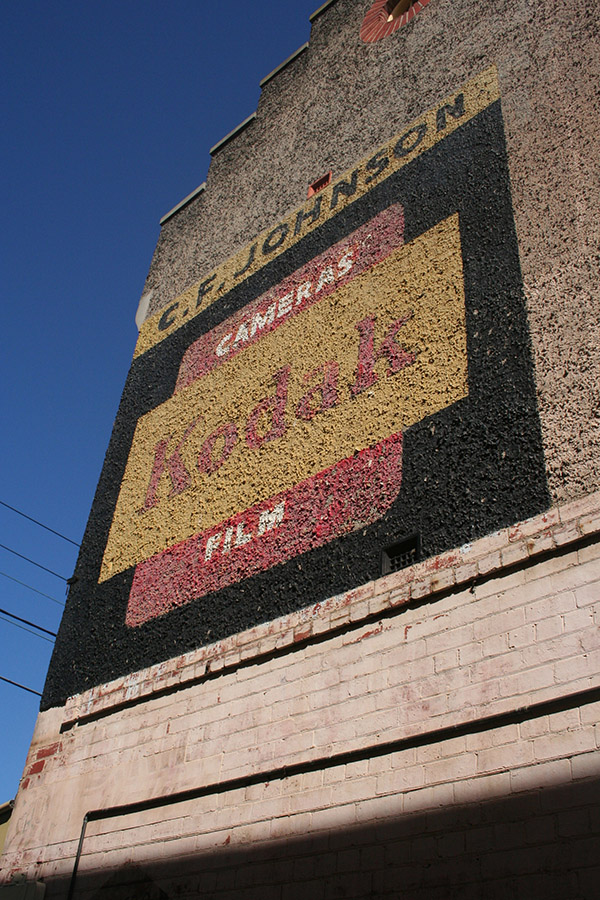 C.F. JOHNSON
CAMERAS
Kodak
FILM